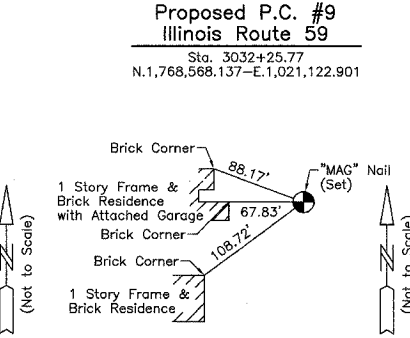 Proposed P.C. #9
Illinois Route 59
Sta. 3032+25.77
N.1,768,568.137–E.1,021,122.901
Brick Corner
88.17'
"MAG" Nail
(Set)
1 Story Frame &
Brick Residence
with Attached Garage
67.83'
Brick Corner
108.72'
Brick Corner
1 Story Frame &
Brick Residence
N
(Not to Scale)
N
(Not to Scale)